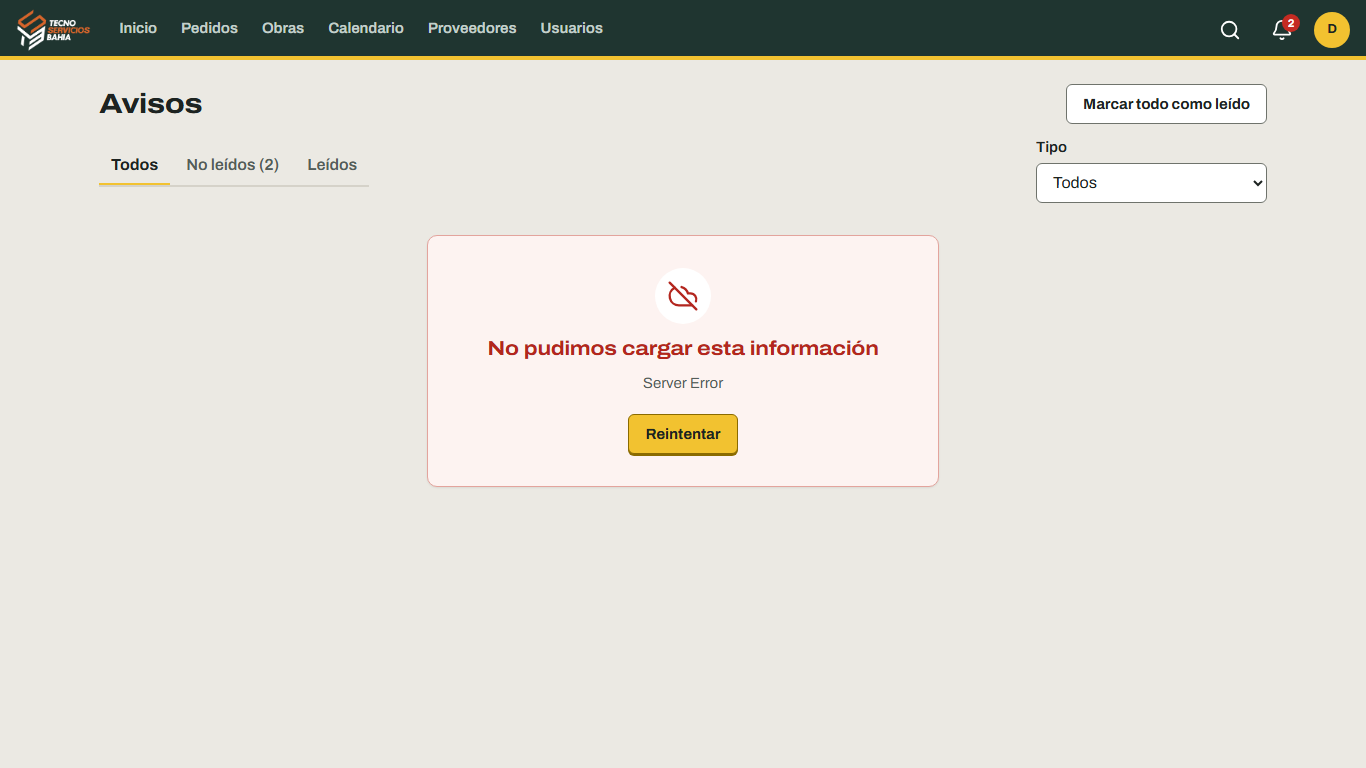 TECNO
SERVICIOS
BAHIA
Inicio
Pedidos
Obras
Calendario
Proveedores
Usuarios
2
D
Avisos
Marcar todo como leído
Todos
No leídos (2)
Leídos
Tipo
Todos
No pudimos cargar esta información
Server Error
Reintentar